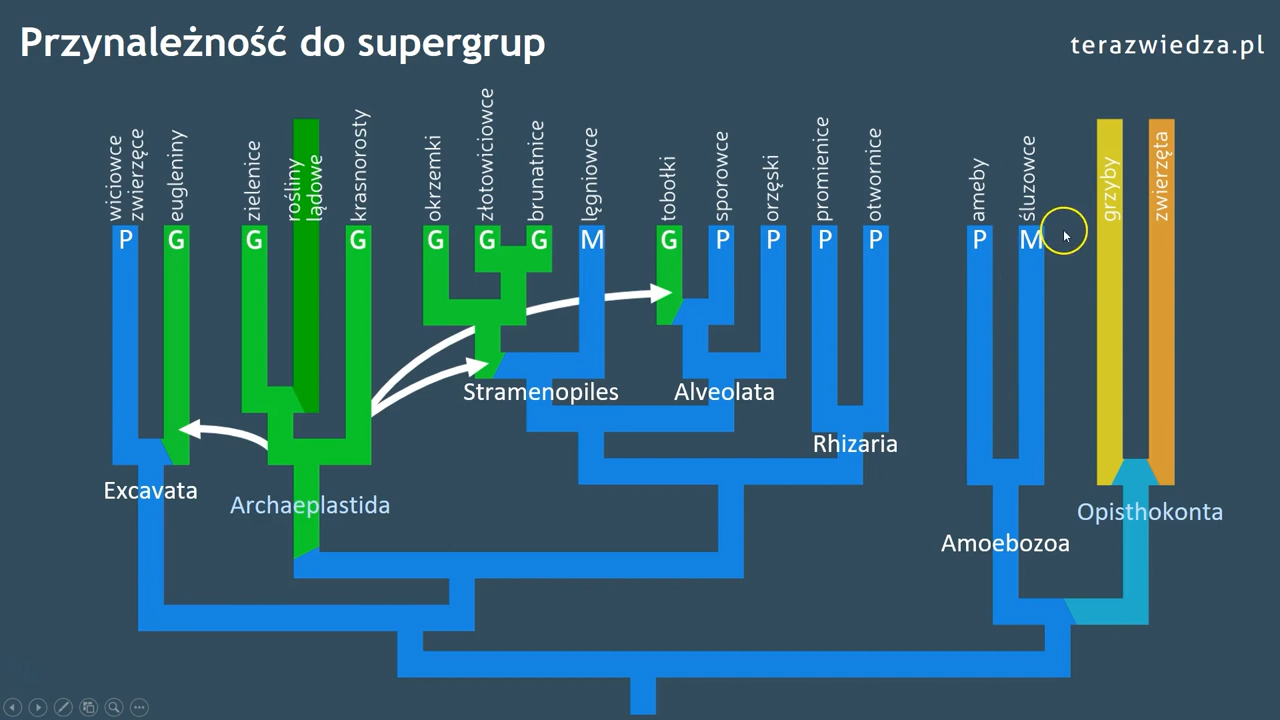 Przynależność do supergrup
terazwiedza.pl
wiciowce
zwierzęce
eugleniny
zielenice
rośliny
lądowe
krasnorosty
okrzemki
złotowiciowce
brunatnice
lęgniowce
tobołki
sporowce
orzęski
promienice
otwornice
ameby
śluzowce
grzyby
zwierzęta
P G G G G G G M G P P P P P M
Stramenopiles
Alveolata
Rhizaria
Excavata
Archaeplastida
Opisthokonta
Amoebozoa